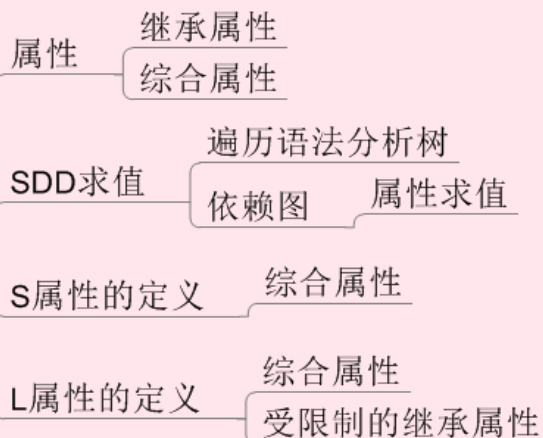 属性
继承属性
综合属性
SDD求值
遍历语法分析树
依赖图
属性求值
S属性的定义
综合属性
L属性的定义
综合属性
受限制的继承属性